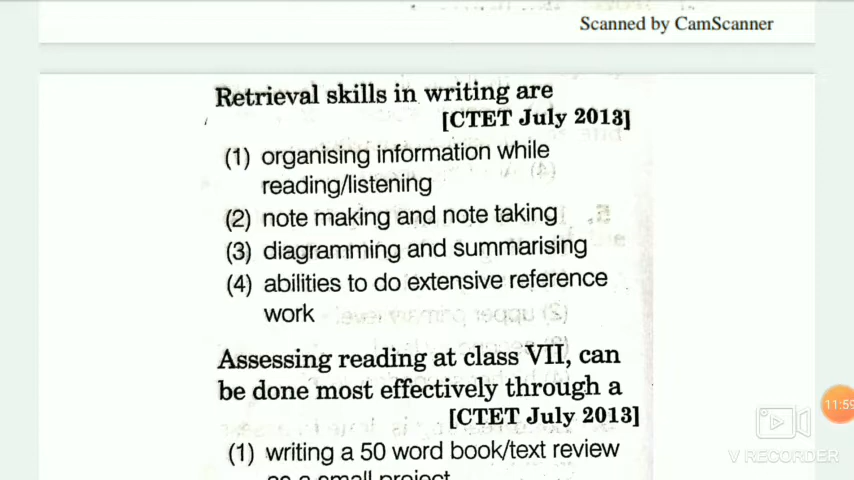 Scanned by CamScanner
Retrieval skills in writing are
[CTET July 2013]
(1) organising information while
reading/listening
(2) note making and note taking
(3) diagramming and summarising
(4) abilities to do extensive reference
work
Assessing reading at class VII, can
be done most effectively through a
[CTET July 2013]
(1) writing a 50 word book/text review
as a small project
11:59
V RECORDER